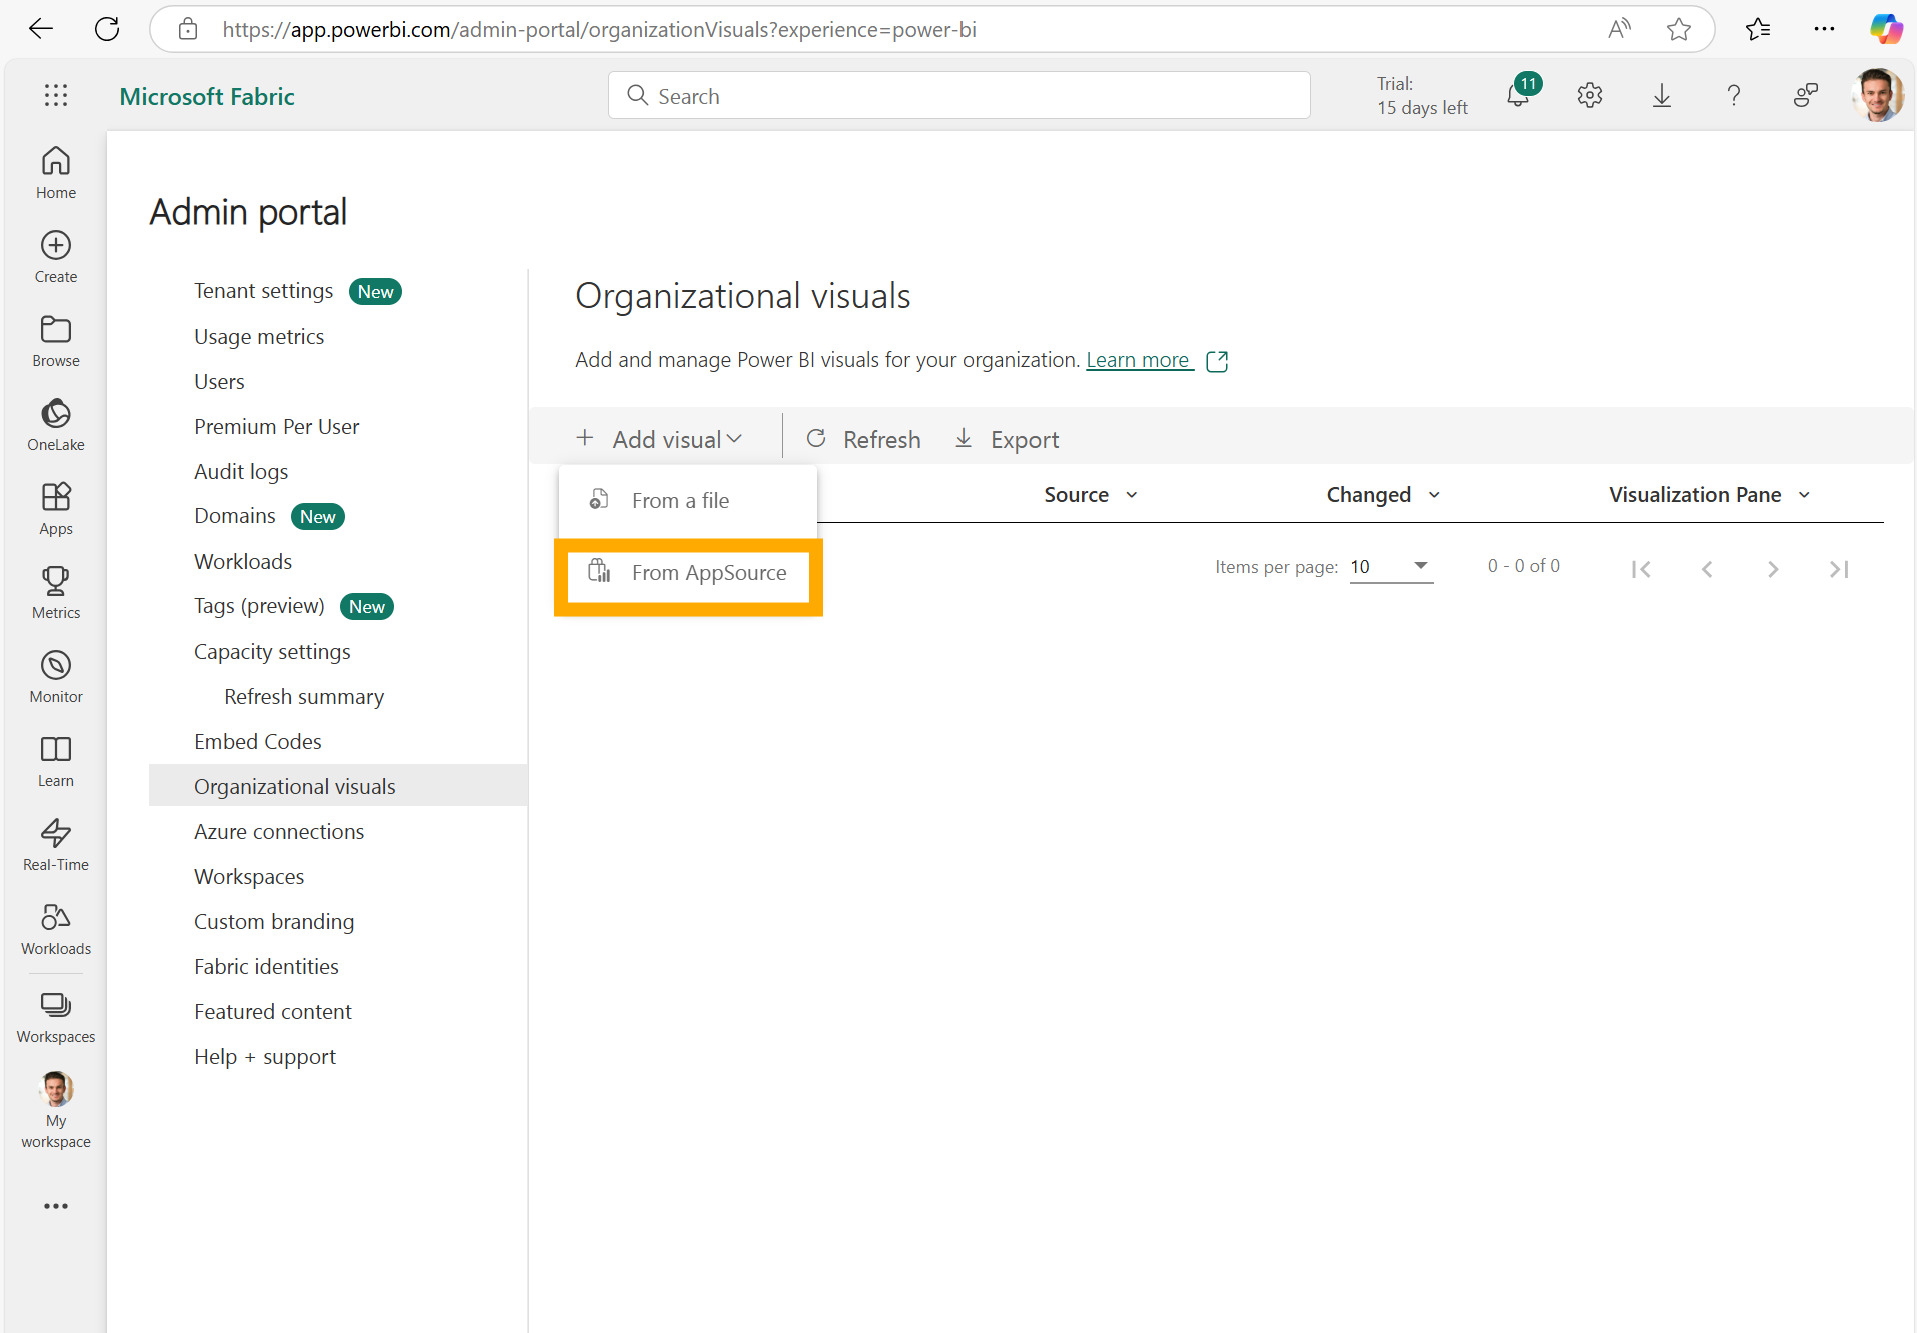 https://app.powerbi.com/admin-portal/organizationVisuals?experience=power-bi
Microsoft Fabric
Search
Trial:
15 days left
11
Home
Create
Browse
OneLake
Apps
Metrics
Monitor
Learn
Real-Time
Workloads
Workspaces
My
workspace
Admin portal
Tenant settings New
Usage metrics
Users
Premium Per User
Audit logs
Domains New
Workloads
Tags (preview) New
Capacity settings
Refresh summary
Embed Codes
Organizational visuals
Azure connections
Workspaces
Custom branding
Fabric identities
Featured content
Help + support
Organizational visuals
Add and manage Power BI visuals for your organization. Learn more
Add visual Refresh Export
From a file
From AppSource
Source Changed Visualization Pane
Items per page: 10 0 - 0 of 0